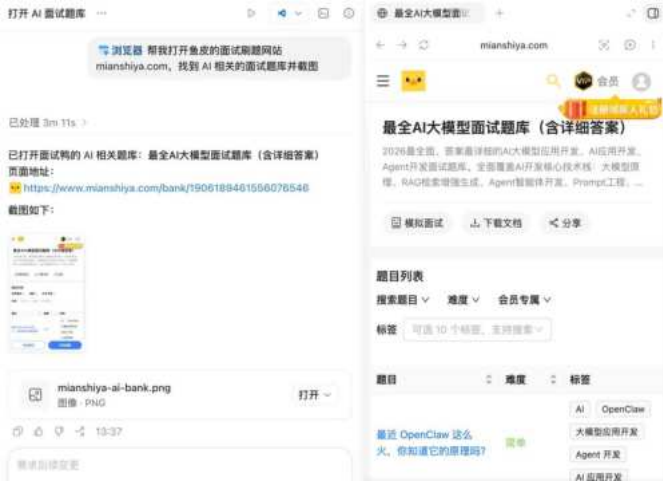 打开 AI 面试题库 ...
浏览器 帮我打开鱼皮的面试刷题网站
mianshiya.com，找到 AI 相关的面试题库并截图
已处理 3m 11s >
已打开面试鸭的 AI 相关题库：最全AI大模型面试题库（含详细答案）
页面地址：
https://www.mianshiya.com/bank/1906189461556076546
截图如下：
mianshiya-ai-bank.png
图像 · PNG
打开
13:37
要求后续变更
最全AI大模型面
mianshiya.com
VIP 会员
最全AI大模型面试题库（含详细答案）
2026最全面、答案最详细的AI大模型应用开发、AI应用开发、
Agent开发面试题库，全面覆盖AI开发核心技术栈：大模型原
理、RAG检索增强生成、Agent智能体开发、Prompt工程、...
模拟面试 下载文档 分享
题目列表
搜索题目 难度 会员专属
标签 可选 10 个标签，支持搜索
题目 难度 标签
最近 OpenClaw 这么
火，你知道它的原理吗？
简单
AI OpenClaw
大模型应用开发
Agent 开发
AI 应用开发